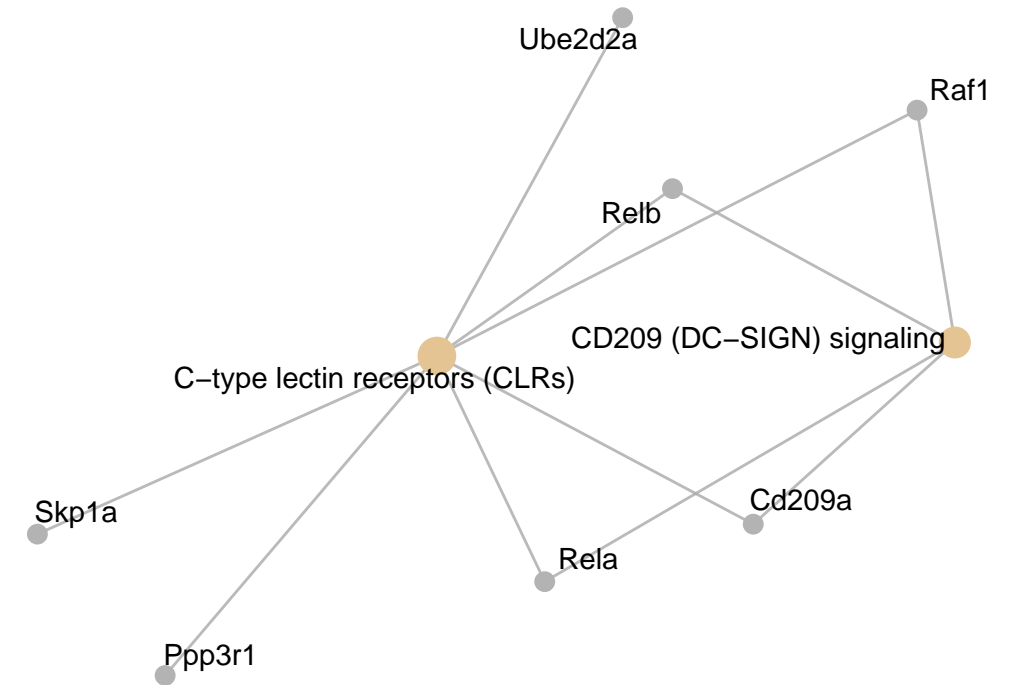 Ube2d2a
Raf1
Relb
CD209 (DC−SIGN) signaling
C−type lectin receptors (CLRs)
Cd209a
Skp1a
Rela
Ppp3r1